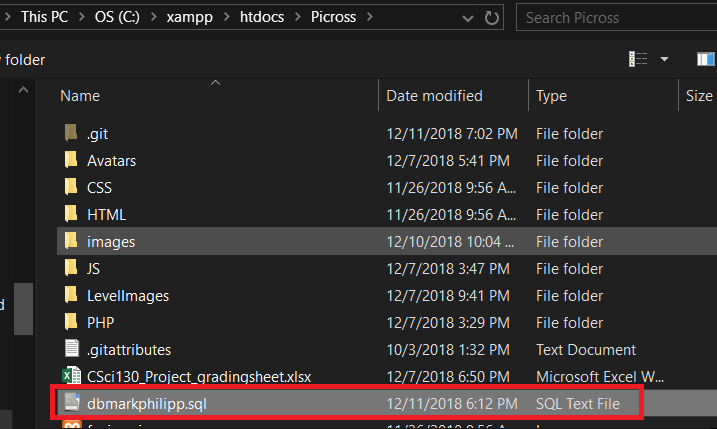 This PC > OS (C:) > xampp > htdocs > Picross >
Search Picross
folder
Name Date modified Type Size
.git 12/11/2018 7:02 PM File folder
Avatars 12/7/2018 5:41 PM File folder
CSS 11/26/2018 9:56 A... File folder
HTML 11/26/2018 9:56 A... File folder
images 12/10/2018 10:04 ... File folder
JS 12/7/2018 3:47 PM File folder
LevelImages 12/7/2018 9:41 PM File folder
PHP 12/7/2018 3:29 PM File folder
.gitattributes 10/3/2018 1:32 PM Text Document
CSci130_Project_gradingsheet.xlsx 12/7/2018 6:50 PM Microsoft Excel W...
dbmarkphilipp.sql 12/11/2018 6:12 PM SQL Text File